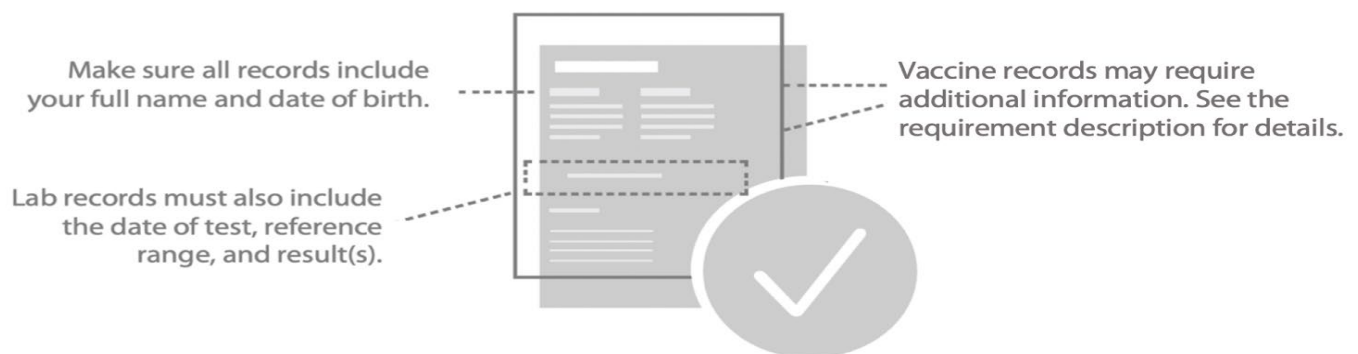 Make sure all records include
your full name and date of birth.
Lab records must also include
the date of test, reference
range, and result(s).
Vaccine records may require
additional information. See the
requirement description for details.